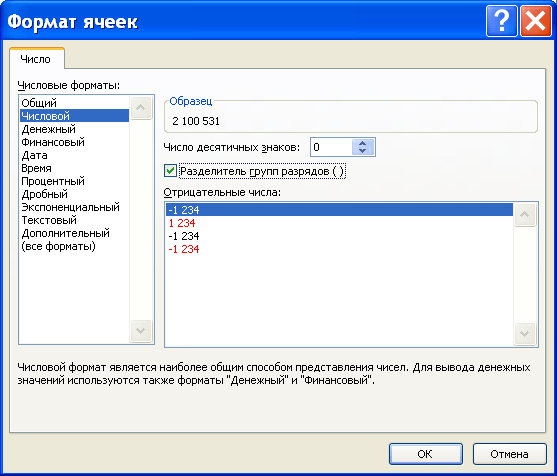 Формат ячеек
Число
Числовые форматы:
Общий
Числовой
Денежный
Финансовый
Дата
Время
Процентный
Дробный
Экспоненциальный
Текстовый
Дополнительный
(все форматы)
Образец
2 100 531
Число десятичных знаков: 0
Разделитель групп разрядов ( )
Отрицательные числа:
-1 234
1 234
-1 234
-1 234
Числовой формат является наиболее общим способом представления чисел. Для вывода денежных
значений используются также форматы "Денежный" и "Финансовый".
OK
Отмена